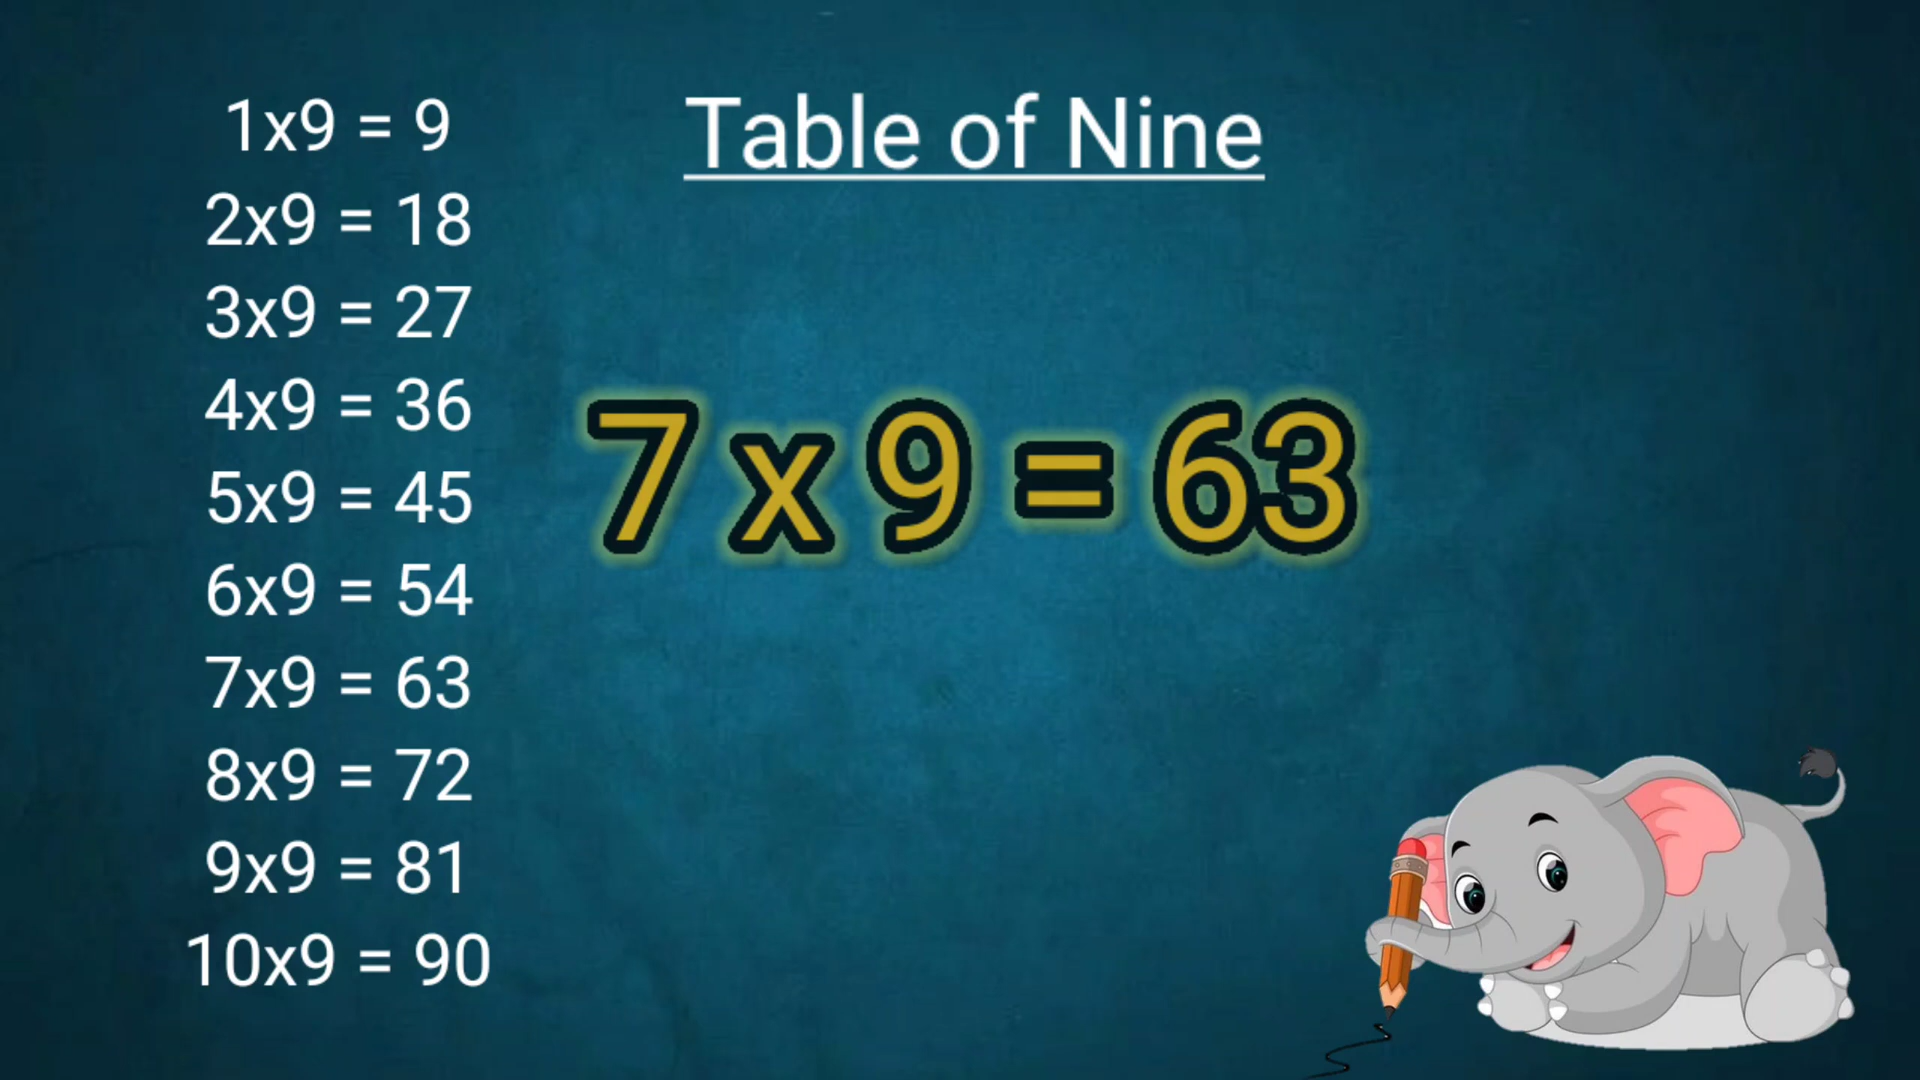 Table of Nine
1x9 = 9
2x9 = 18
3x9 = 27
4x9 = 36
5x9 = 45
6x9 = 54
7x9 = 63
8x9 = 72
9x9 = 81
10x9 = 90
7 x 9 = 63